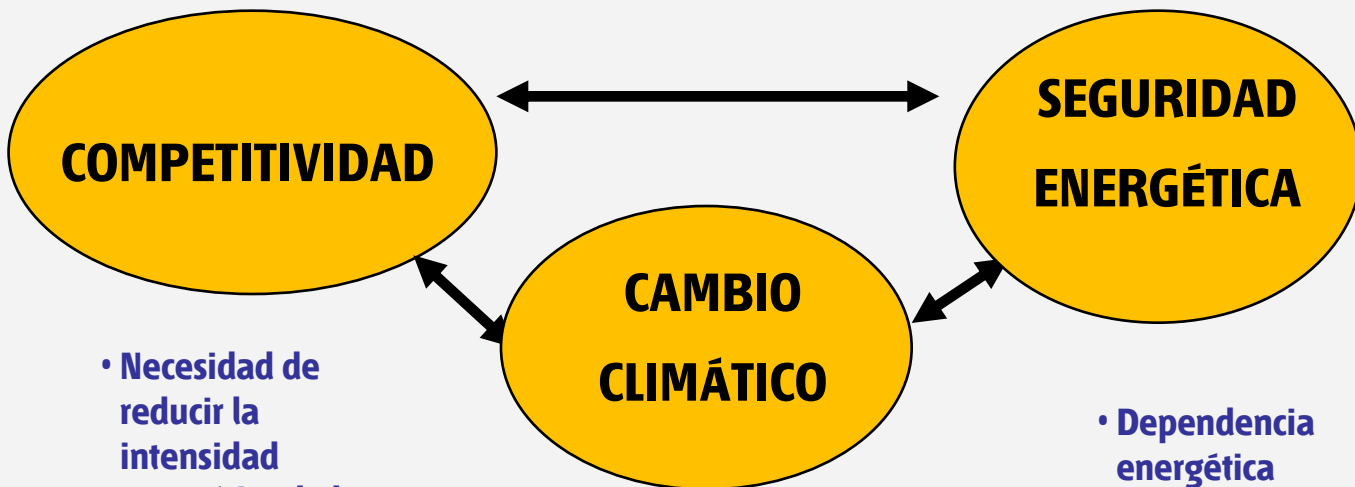 COMPETITIVIDAD
SEGURIDAD
ENERGÉTICA
CAMBIO
CLIMÁTICO
• Necesidad de
reducir la
intensidad
• Dependencia
energética